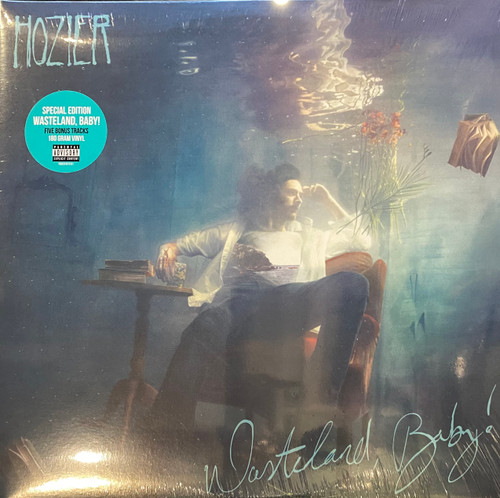 HOZIER
SPECIAL EDITION
WASTELAND, BABY!
FIVE BONUS TRACKS
180 GRAM VINYL
PARENTAL
ADVISORY
EXPLICIT CONTENT
Wasteland, Baby!